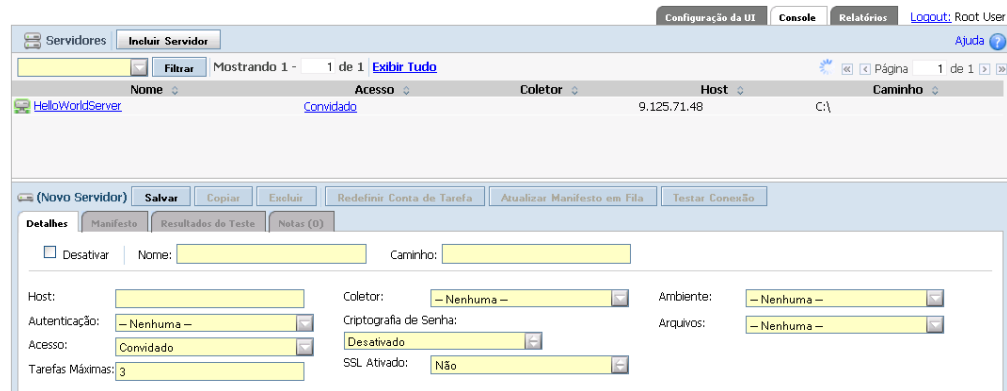 Configuração da UI Console Relatórios Logout: Root User
Servidores Incluir Servidor Ajuda ?
Filtrar Mostrando 1 - 1 de 1 Exibir Tudo Página 1 de 1
Nome Acesso Coletor Host Caminho
HelloWorldServer Convidado 9.125.71.48 C:\
(Novo Servidor) Salvar Copiar Excluir Redefinir Conta de Tarefa Atualizar Manifesto em Fila Testar Conexão
Detalhes Manifesto Resultados do Teste Notas (0)
Desativar Nome: Caminho:
Host: Coletor: -- Nenhuma -- Ambiente: -- Nenhuma --
Autenticação: -- Nenhuma -- Criptografia de Senha: Arquivos: -- Nenhuma --
Acesso: Convidado Desativado
Tarefas Máximas: 3 SSL Ativado: Não